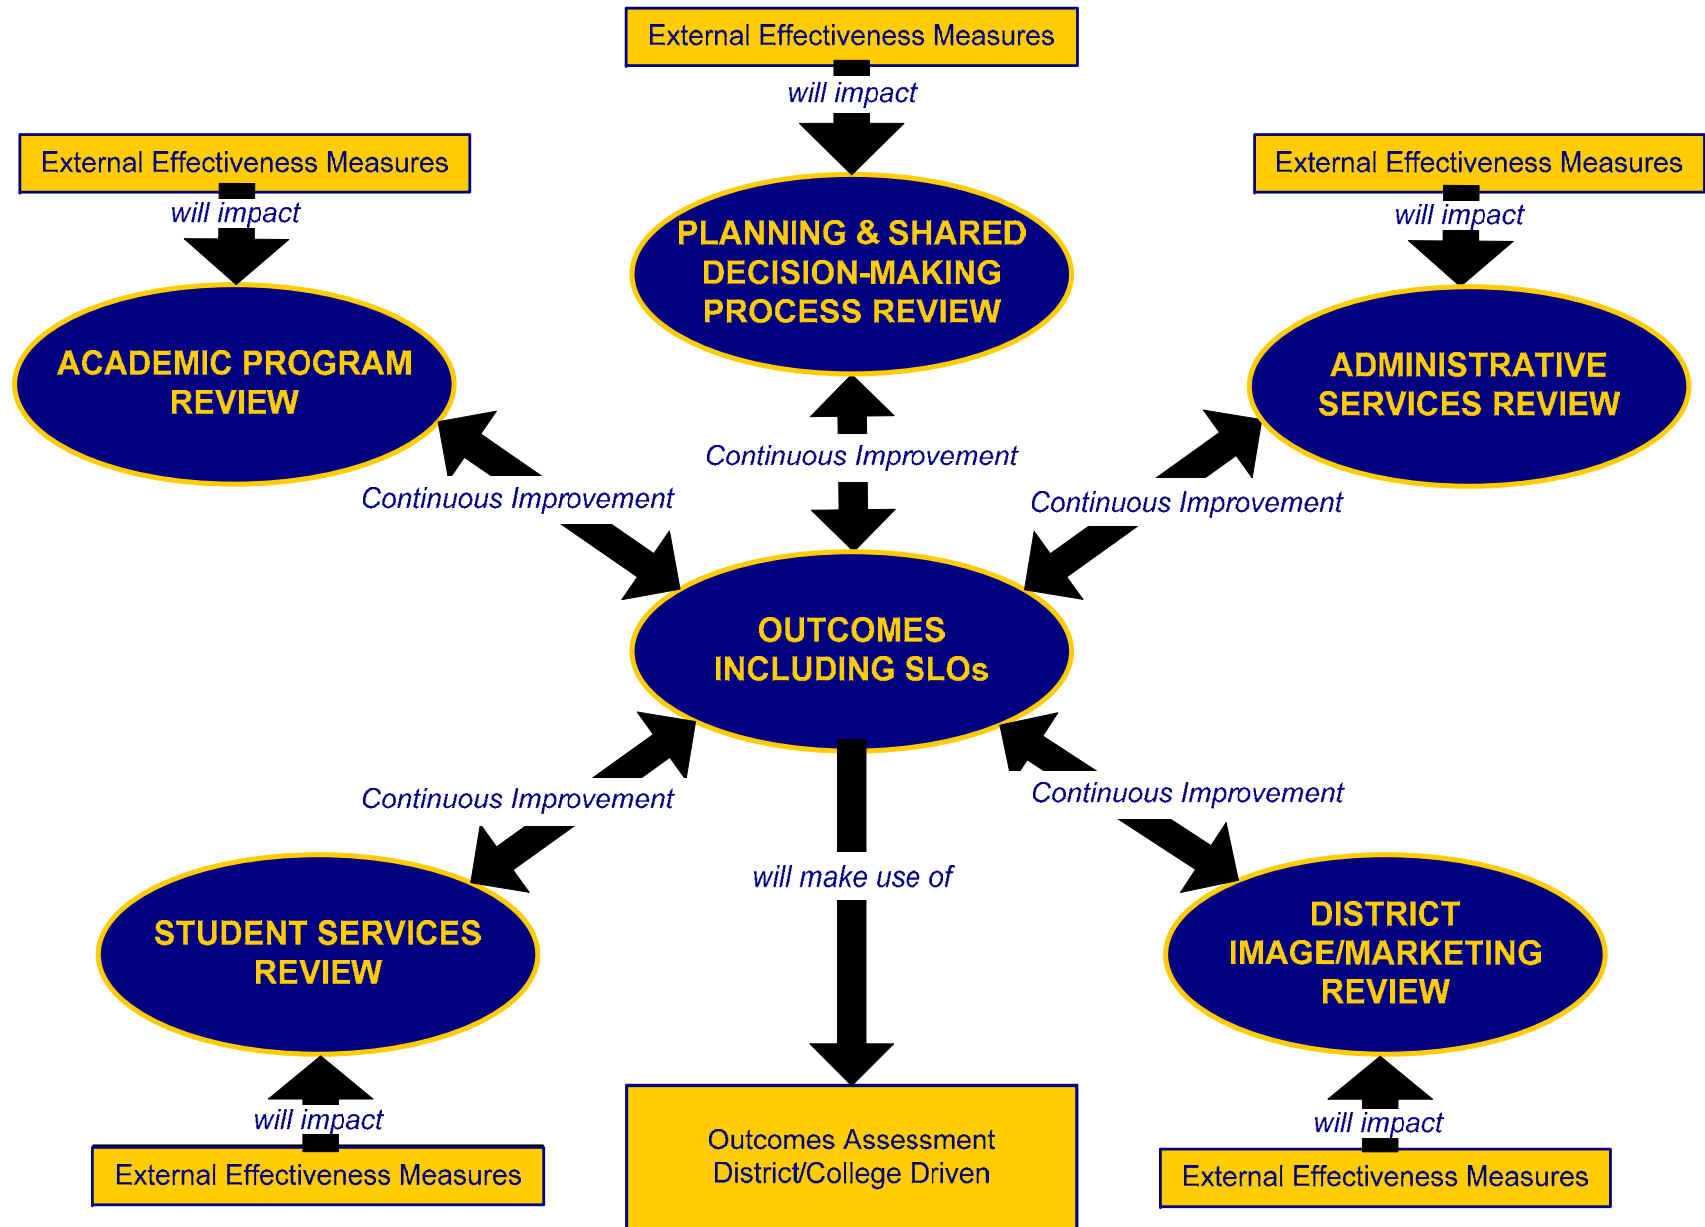 External Effectiveness Measures
will impact
External Effectiveness Measures
will impact
External Effectiveness Measures
will impact
PLANNING & SHARED
DECISION-MAKING
PROCESS REVIEW
ACADEMIC PROGRAM
REVIEW
ADMINISTRATIVE
SERVICES REVIEW
Continuous Improvement
Continuous Improvement
Continuous Improvement
OUTCOMES
INCLUDING SLOs
Continuous Improvement
Continuous Improvement
will make use of
STUDENT SERVICES
REVIEW
DISTRICT
IMAGE/MARKETING
REVIEW
will impact
External Effectiveness Measures
Outcomes Assessment
District/College Driven
will impact
External Effectiveness Measures